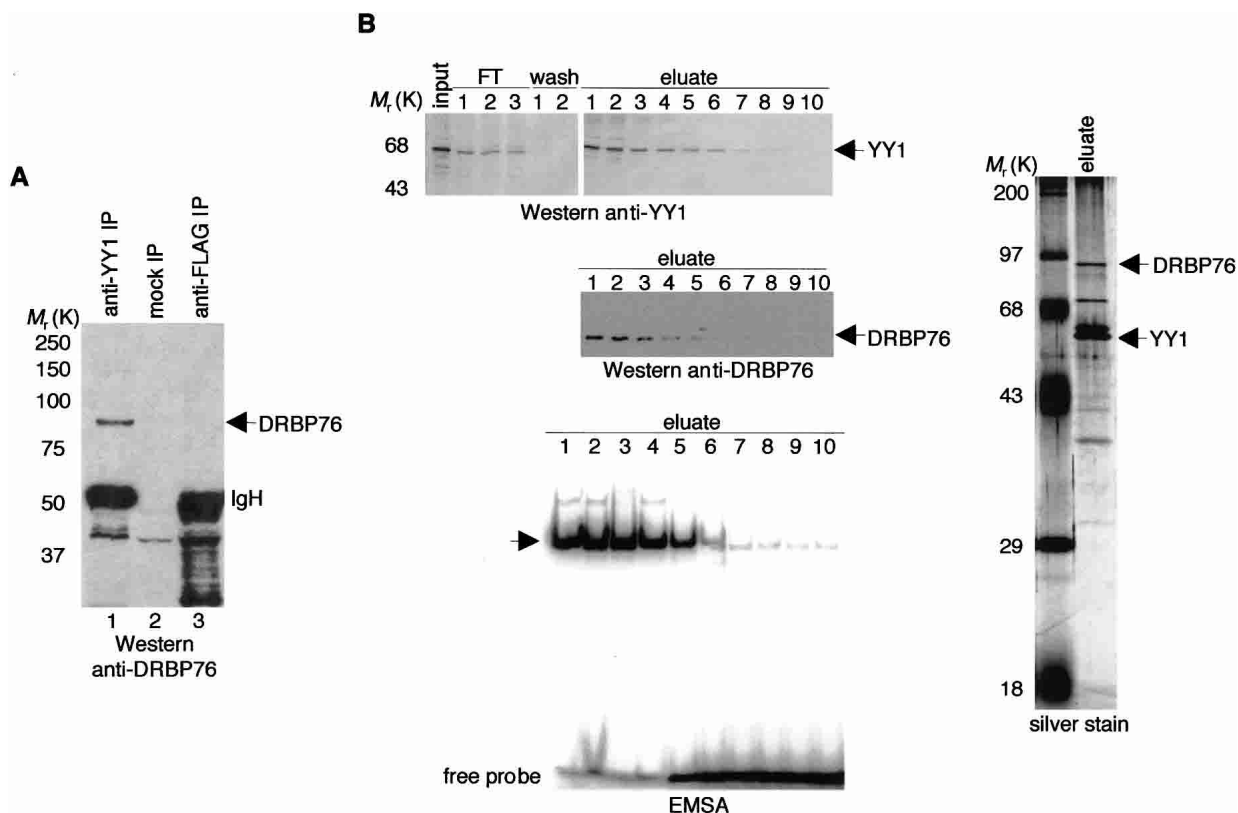 A
anti-YY1 IP
mock IP
anti-FLAG IP
Mr (K)
250
150
100
75
50
37
DRBP76
IgH
1 2 3
Western
anti-DRBP76
B
input
FT wash eluate
Mr (K) 1 2 3 1 2 1 2 3 4 5 6 7 8 9 10
68
43
YY1
Western anti-YY1
eluate
1 2 3 4 5 6 7 8 9 10
DRBP76
Western anti-DRBP76
eluate
1 2 3 4 5 6 7 8 9 10
free probe
EMSA
eluate
Mr (K)
200
97
68
43
29
18
DRBP76
YY1
silver stain